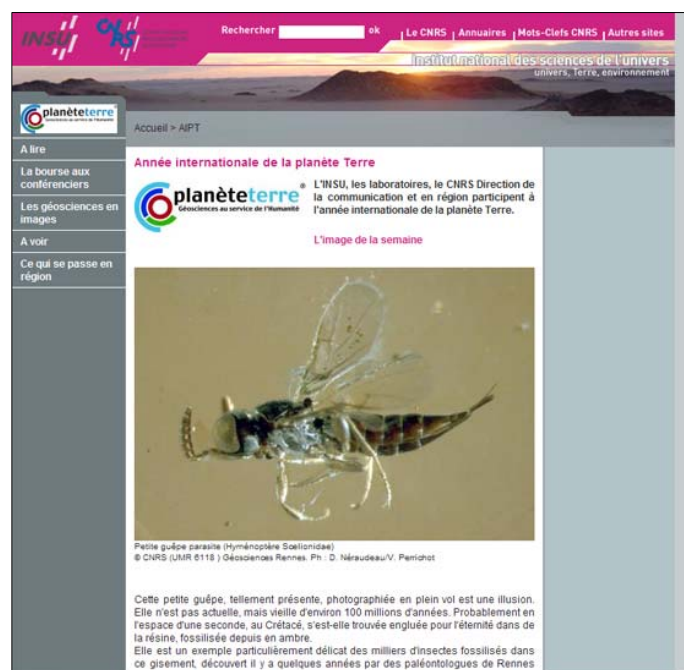 INSU
CNRS
Rechercher ok | Le CNRS | Annuaires | Mots-Clefs CNRS | Autres sites
Institut national des sciences de l'univers
univers, Terre, environnement
planèteterre
Géosciences au service de l'Humanité
Accueil > AIPT
A lire
La bourse aux
conférenciers
Les géosciences en
images
A voir
Ce qui se passe en
région
Année internationale de la planète Terre
planèteterre®
Géosciences au service de l'Humanité
L'INSU, les laboratoires, le CNRS Direction de
la communication et en région participent à
l'année internationale de la planète Terre.
L'image de la semaine
Petite guêpe parasite (Hyménoptère Scelionidae)
© CNRS (UMR 6118 ) Géosciences Rennes. Ph : D. Néraudeau/V. Perrichot
Cette petite guêpe, tellement présente, photographiée en plein vol est une illusion.
Elle n'est pas actuelle, mais vieille d'environ 100 millions d'années. Probablement en
l'espace d'une seconde, au Crétacé, s'est-elle trouvée engluée pour l'éternité dans de
la résine, fossilisée depuis en ambre.
Elle est un exemple particulièrement délicat des milliers d'insectes fossilisés dans
ce gisement, découvert il y a quelques années par des paléontologues de Rennes